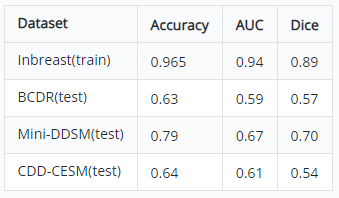 Dataset Accuracy AUC Dice
Inbreast(train) 0.965 0.94 0.89
BCDR(test) 0.63 0.59 0.57
Mini-DDSM(test) 0.79 0.67 0.70
CDD-CESM(test) 0.64 0.61 0.54